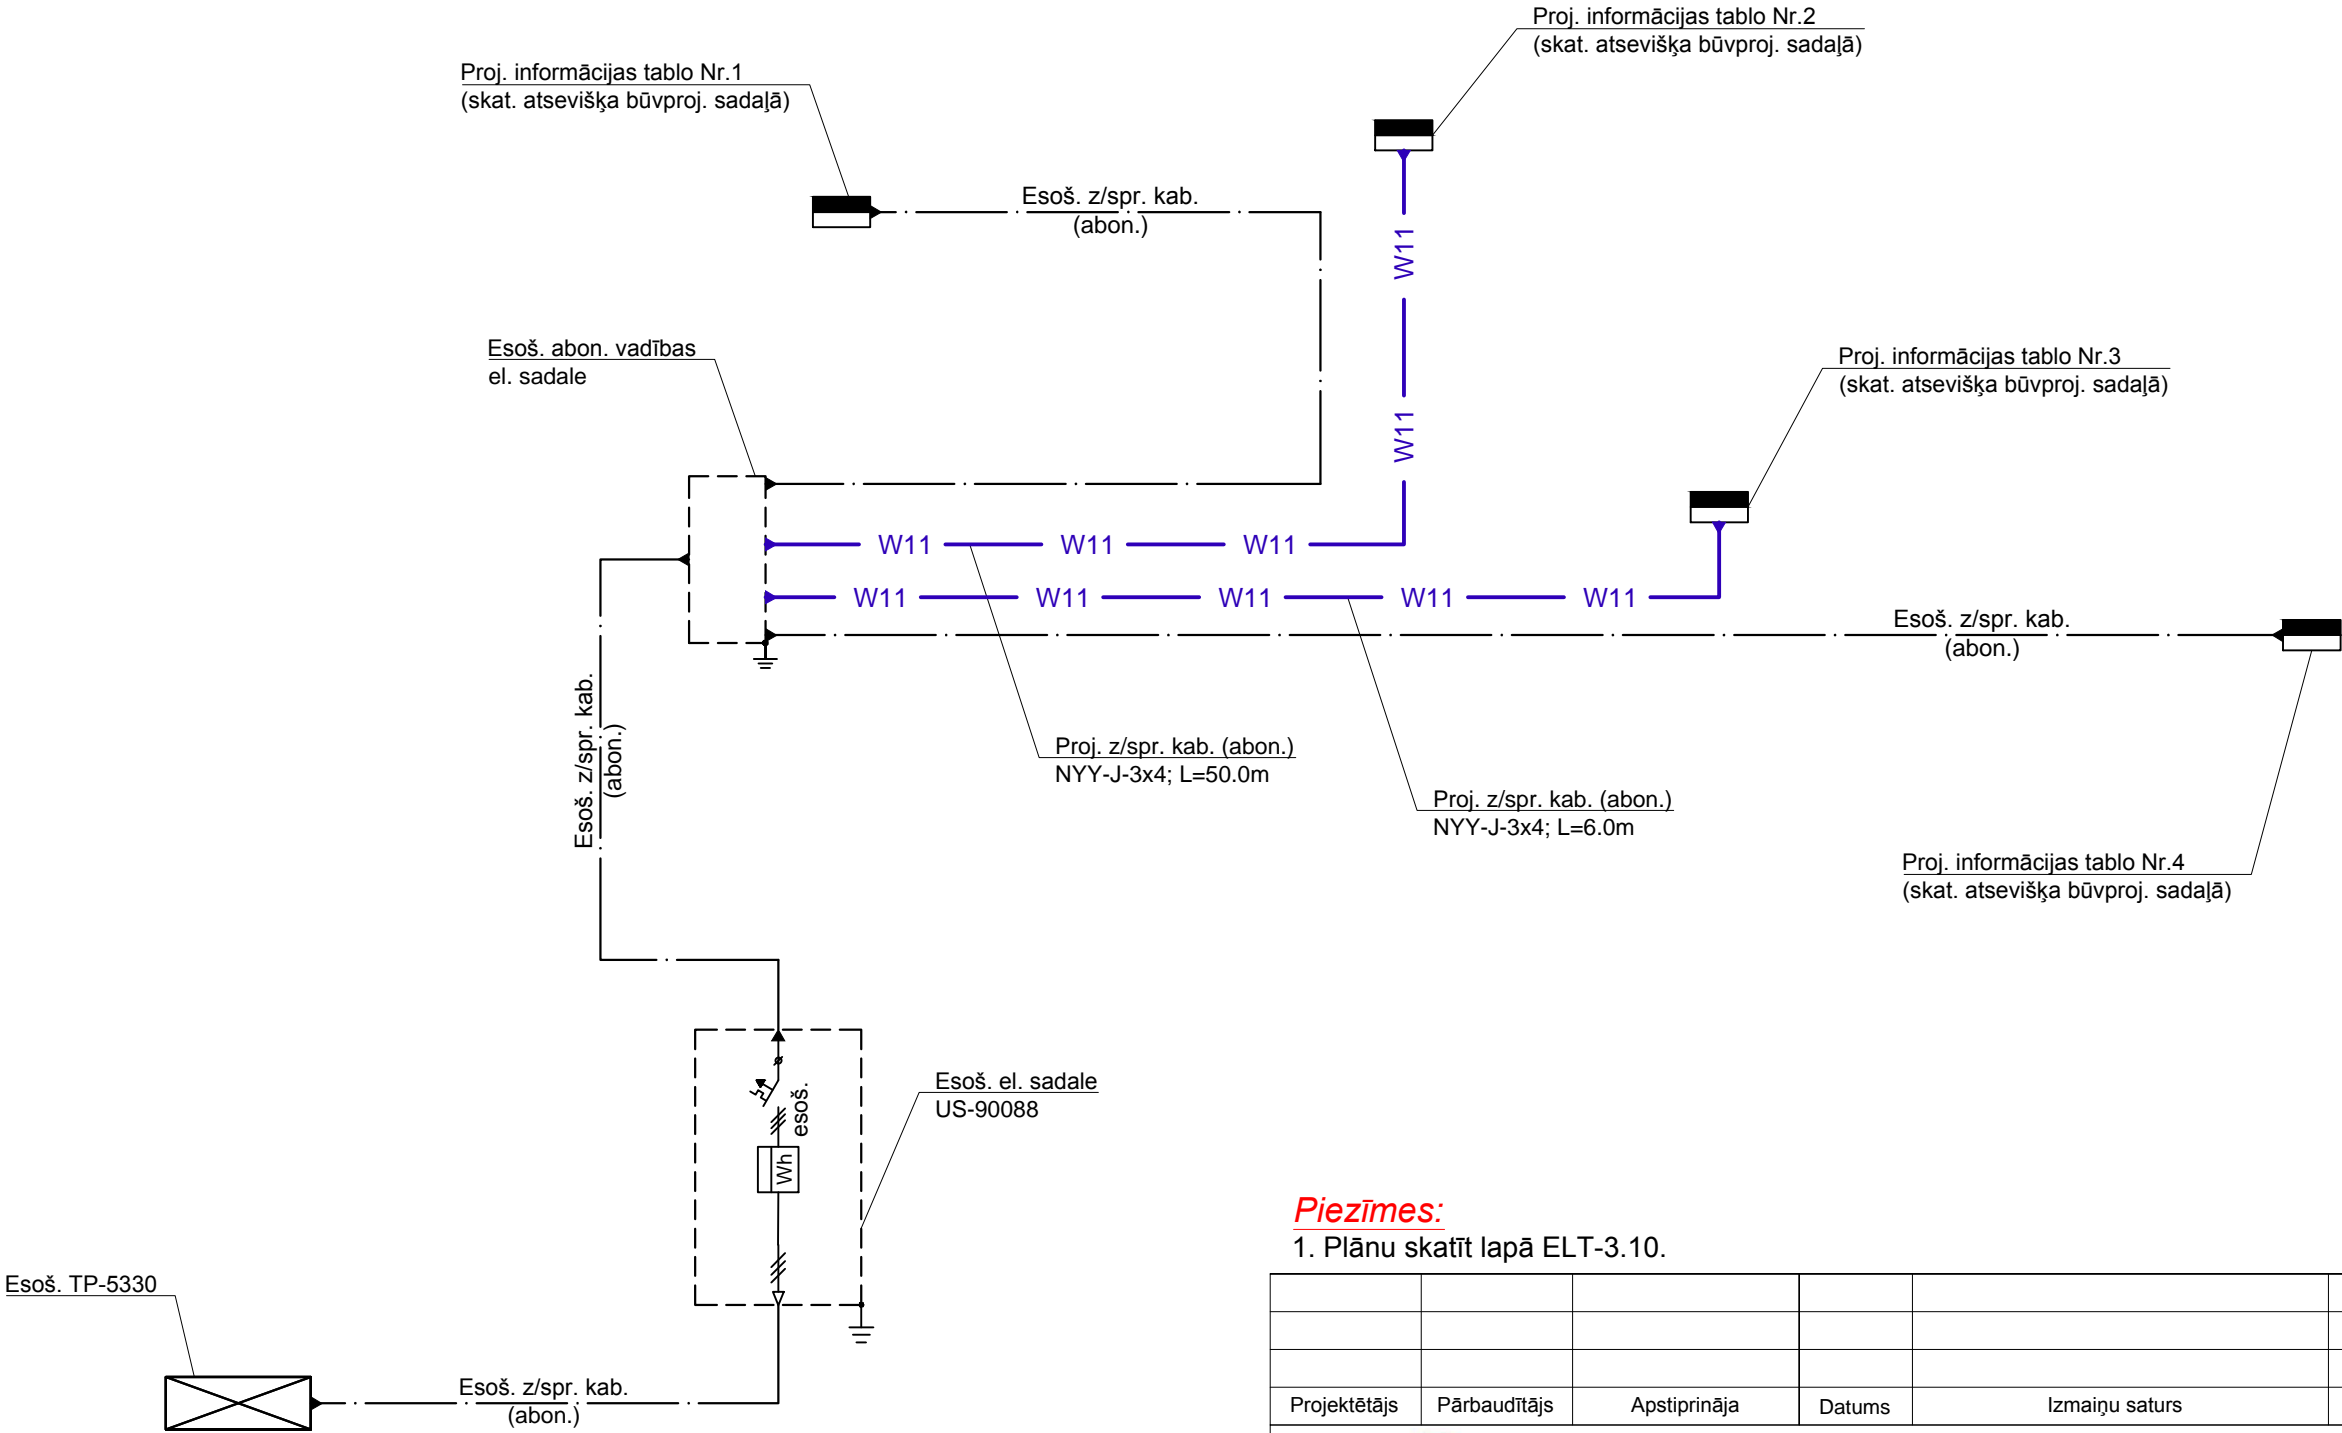 Proj. informācijas tablo Nr.2
(skat. atsevišķa būvproj. sadaļā)
Proj. informācijas tablo Nr.1
(skat. atsevišķa būvproj. sadaļā)
Esoš. z/spr. kab.
(abon.)
W11
W11
Esoš. abon. vadības
el. sadale
Proj. informācijas tablo Nr.3
(skat. atsevišķa būvproj. sadaļā)
W11 W11 W11
W11 W11 W11 W11 W11
Esoš. z/spr. kab.
(abon.)
Esoš. z/spr. kab.
(abon.)
Proj. z/spr. kab. (abon.)
NYY-J-3x4; L=50.0m
Proj. z/spr. kab. (abon.)
NYY-J-3x4; L=6.0m
Proj. informācijas tablo Nr.4
(skat. atsevišķa būvproj. sadaļā)
esoš.
Wh
Esoš. el. sadale
US-90088
Esoš. TP-5330
Esoš. z/spr. kab.
(abon.)
Piezīmes:
1. Plānu skatīt lapā ELT-3.10.
Projektētājs Pārbaudītājs Apstiprināja Datums Izmaiņu saturs